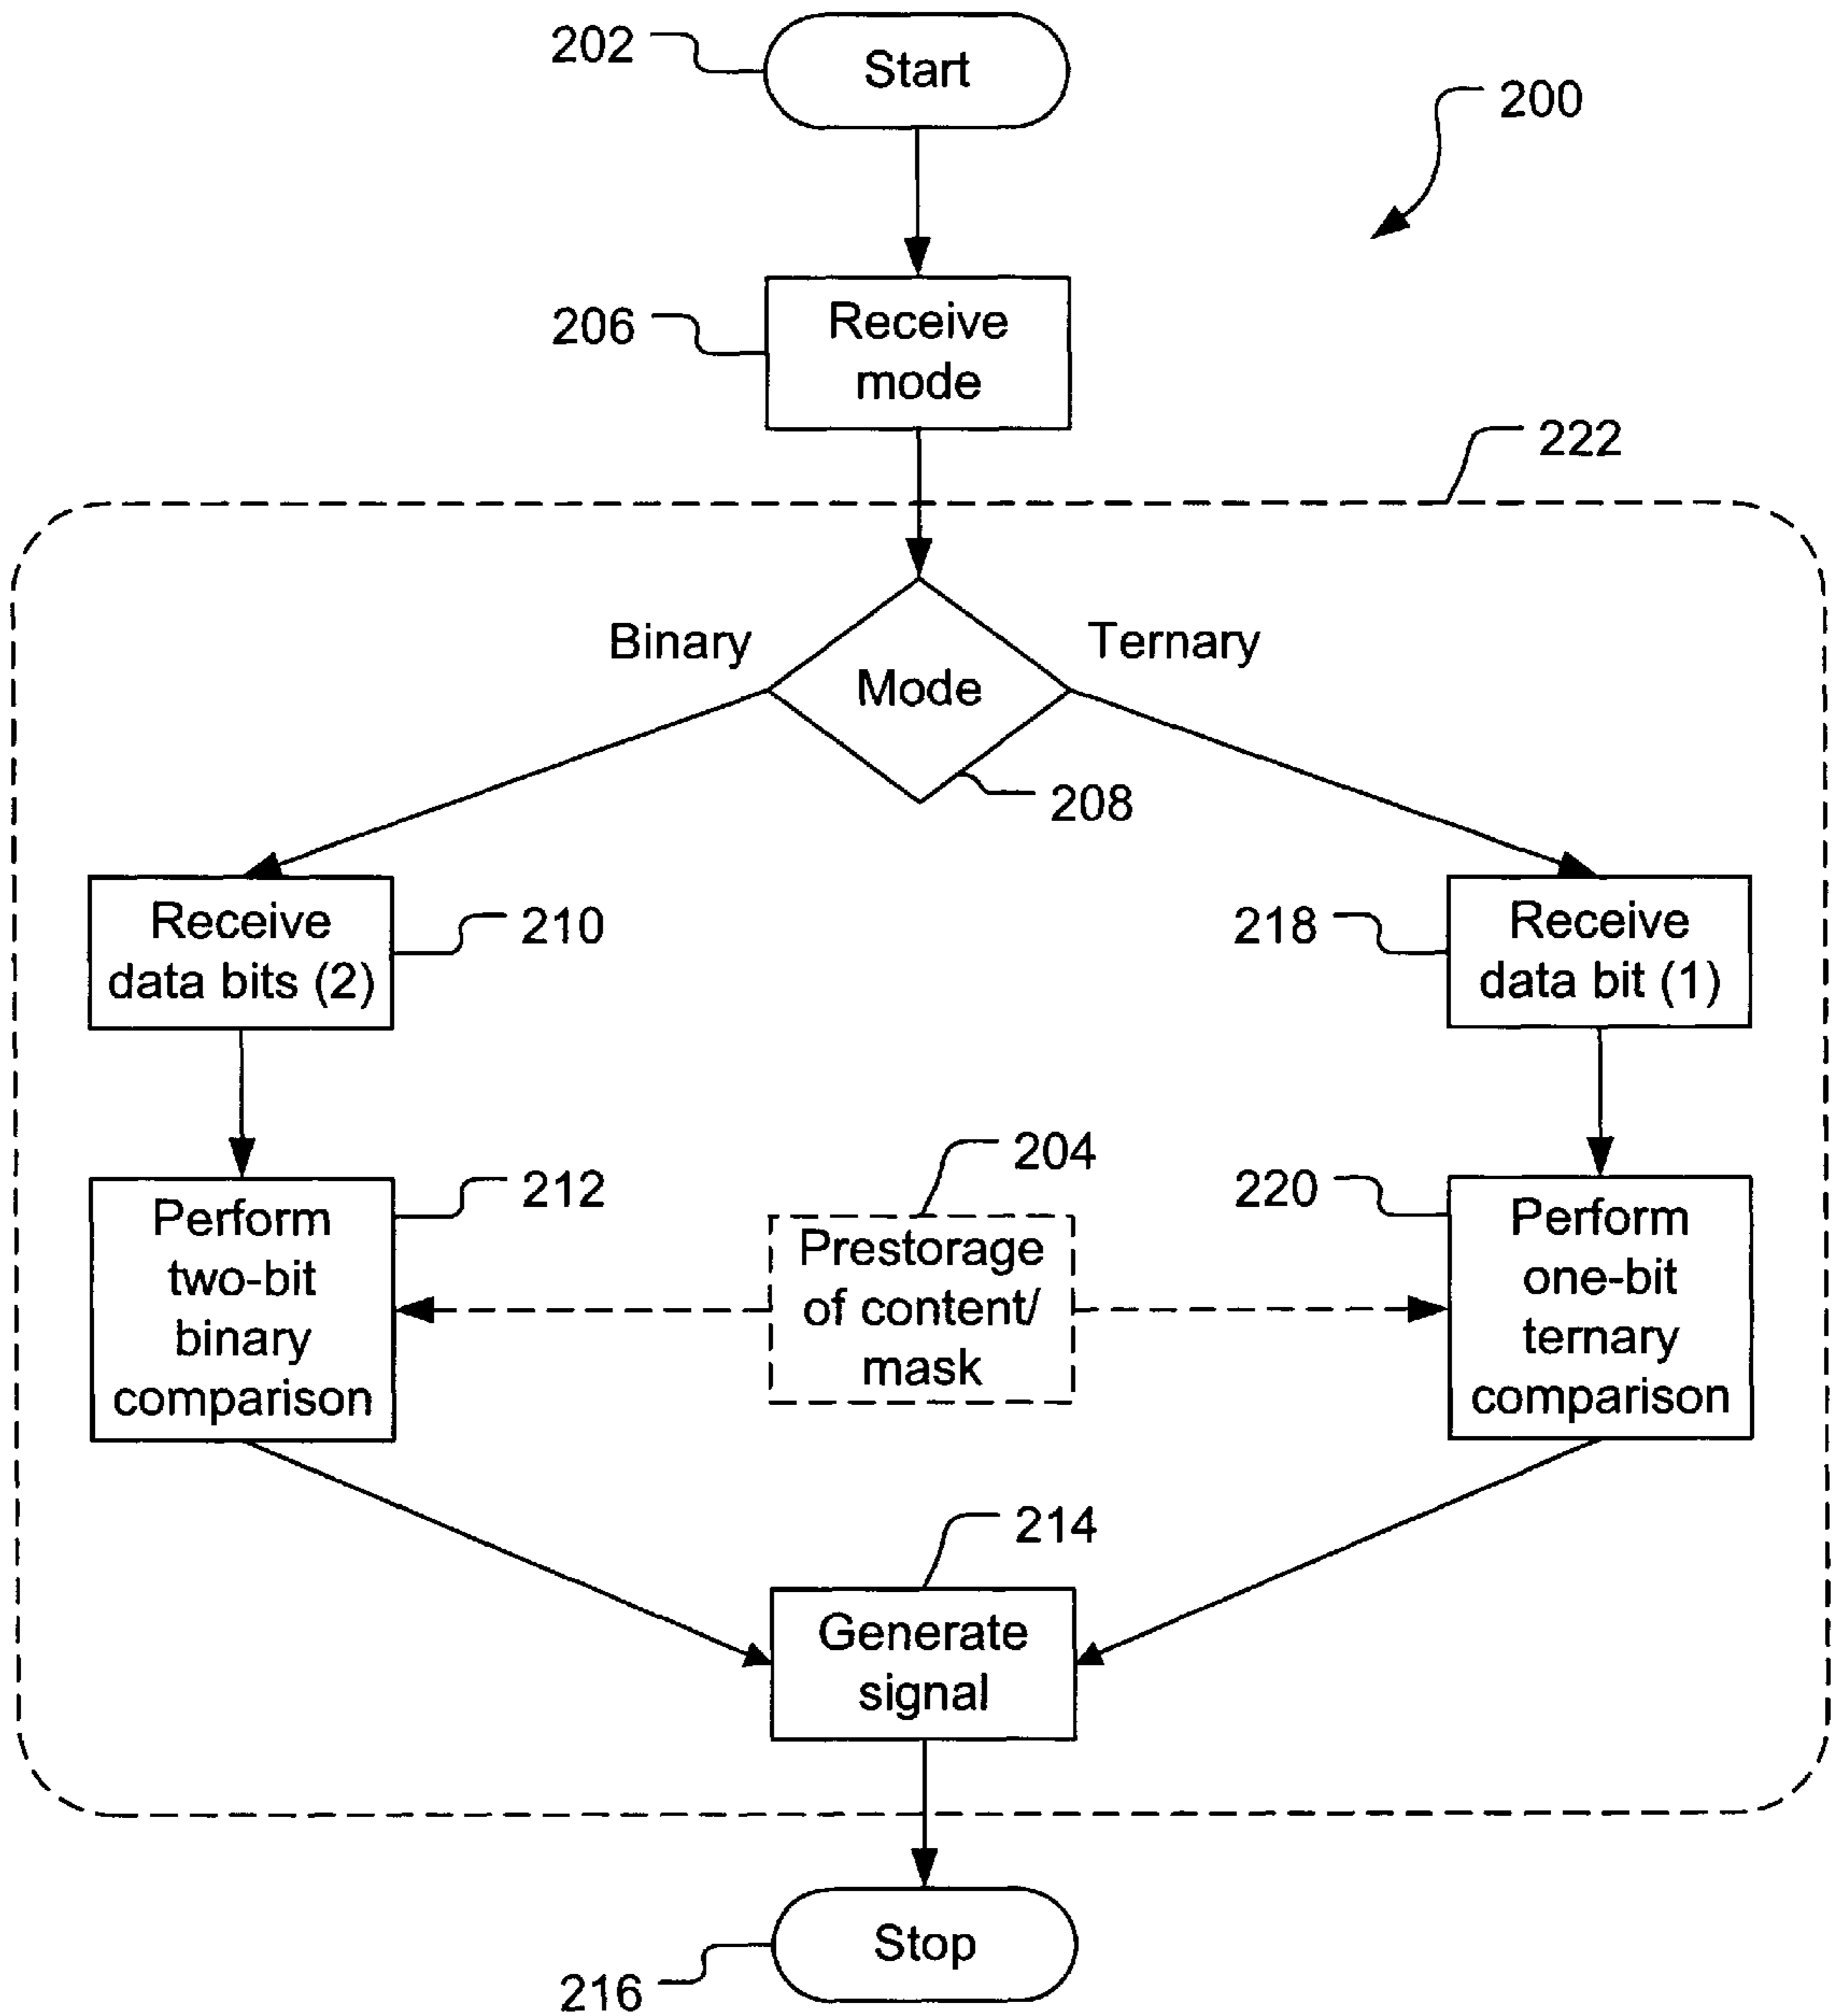 202
Start
200
206
Receive
mode
222
Binary
Ternary
Mode
208
Receive
data bits (2)
210
218
Receive
data bit (1)
204
212
220
Perform
two-bit
binary
comparison
Prestorage
of content/
mask
Perform
one-bit
ternary
comparison
214
Generate
signal
Stop
216